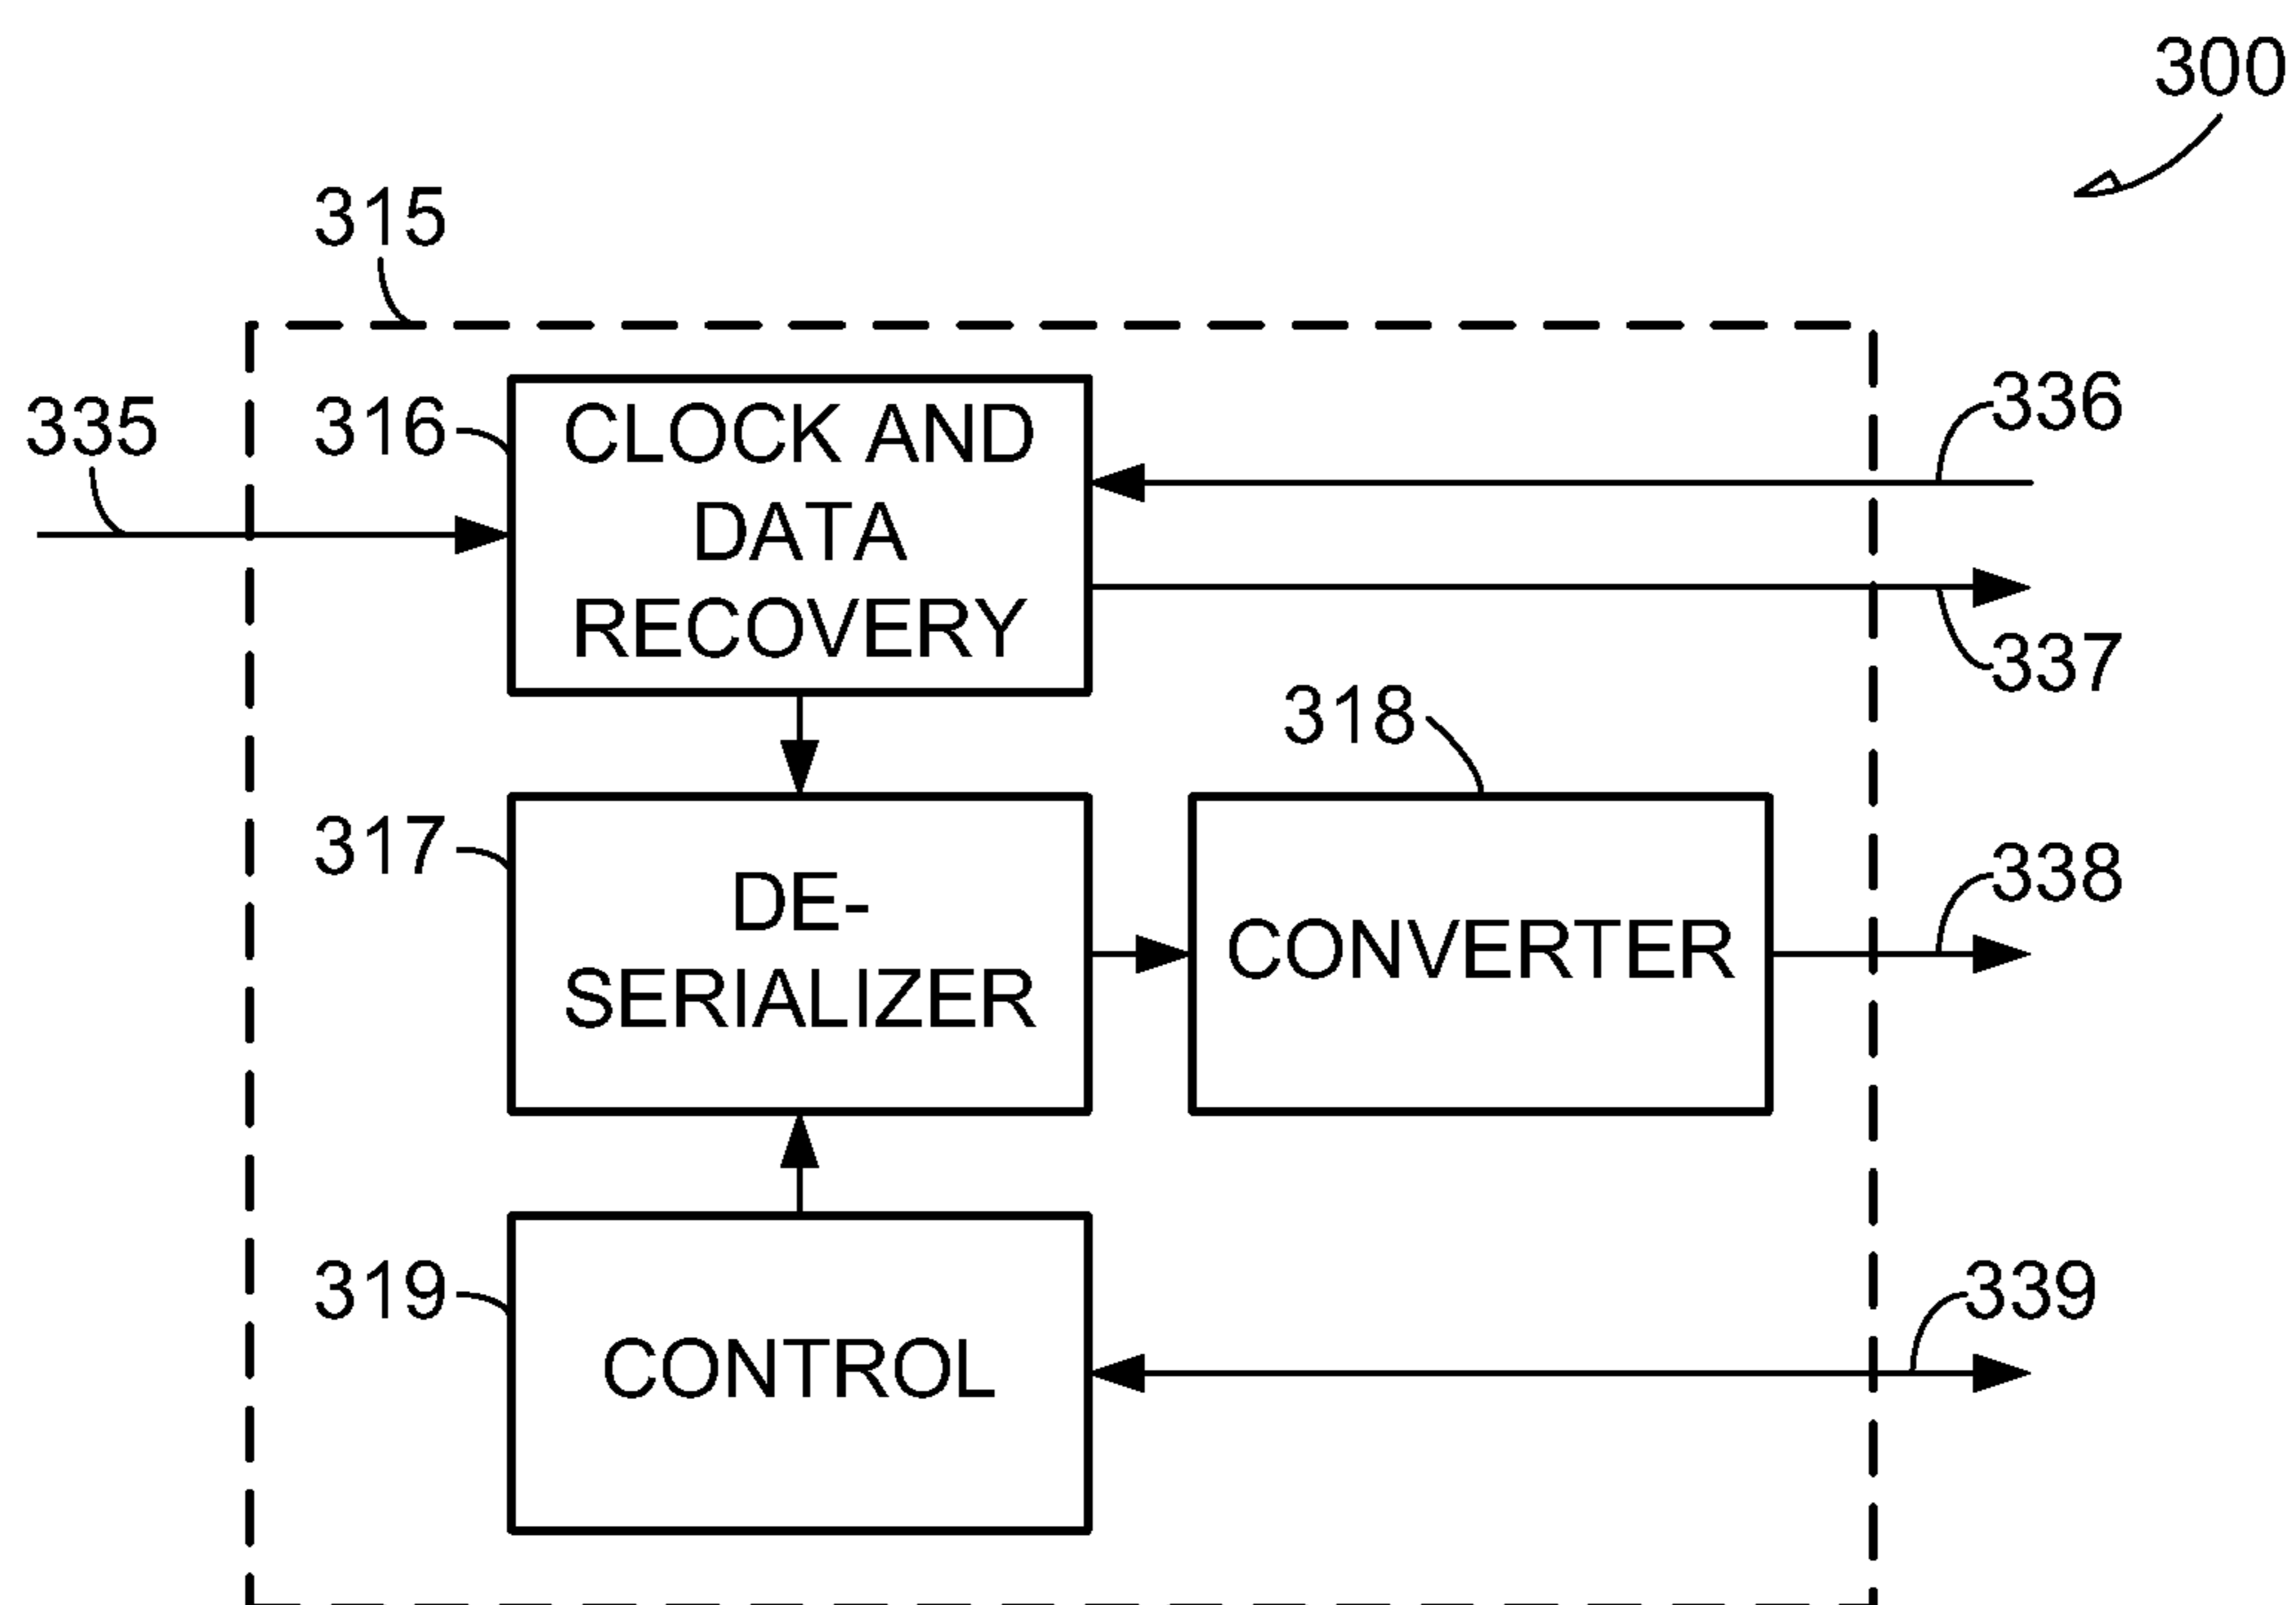 300
315
335
316
CLOCK AND
DATA
RECOVERY
336
337
318
317
DE-
SERIALIZER
CONVERTER
338
319
CONTROL
339